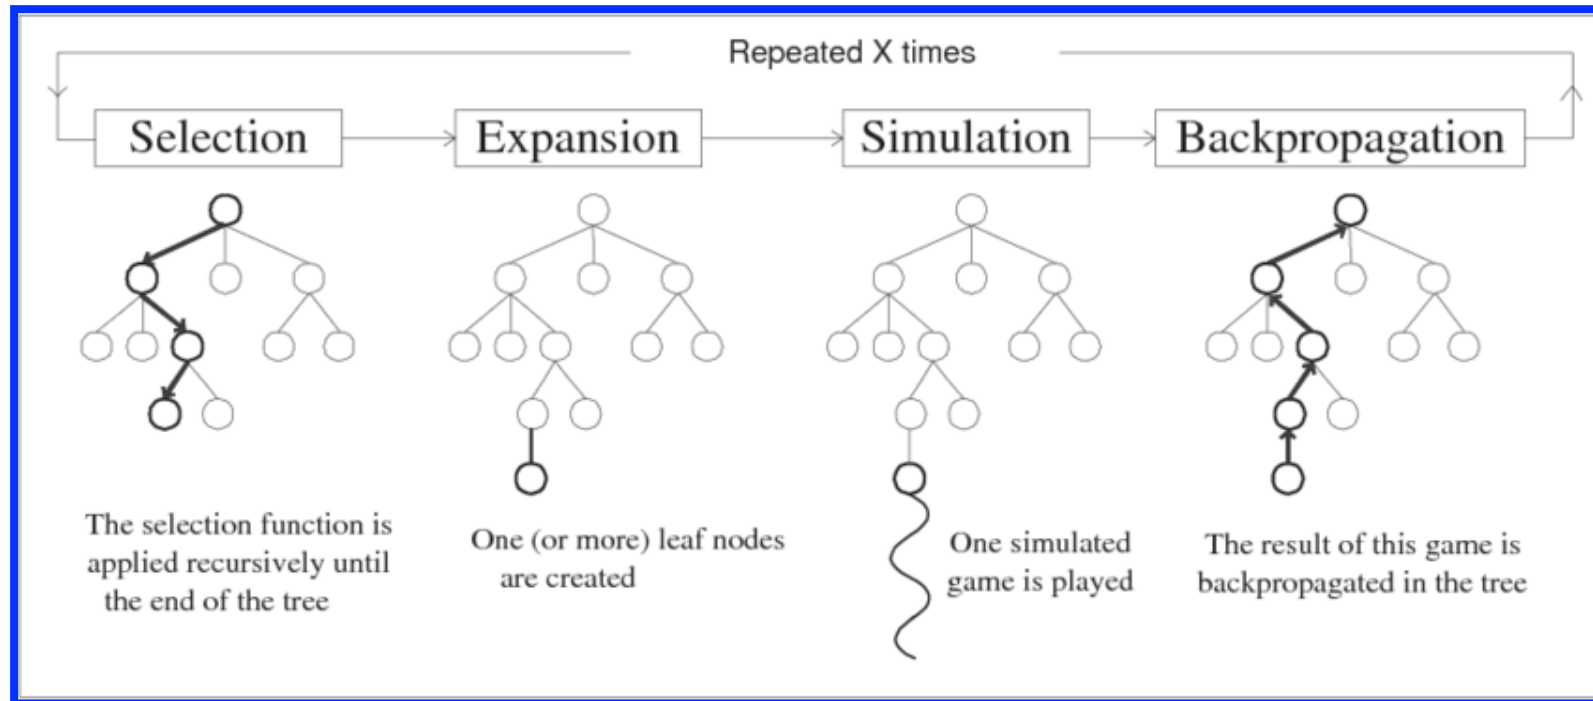 Repeated X times
Selection
Expansion
Simulation
Backpropagation
The selection function is
applied recursively until
the end of the tree
One (or more) leaf nodes
are created
One simulated
game is played
The result of this game is
backpropagated in the tree